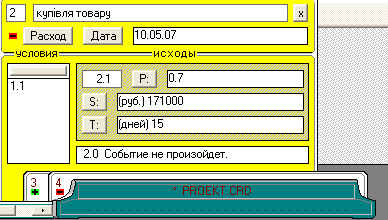 2 купівля товару x
Расход Дата 10.05.07
Условия исходы
1.1
2.1 P: 0.7
S: (руб.) 171000
T: (дней) 15
2.0 Событие не произойдет.
3 4
* PROEKT.CRD